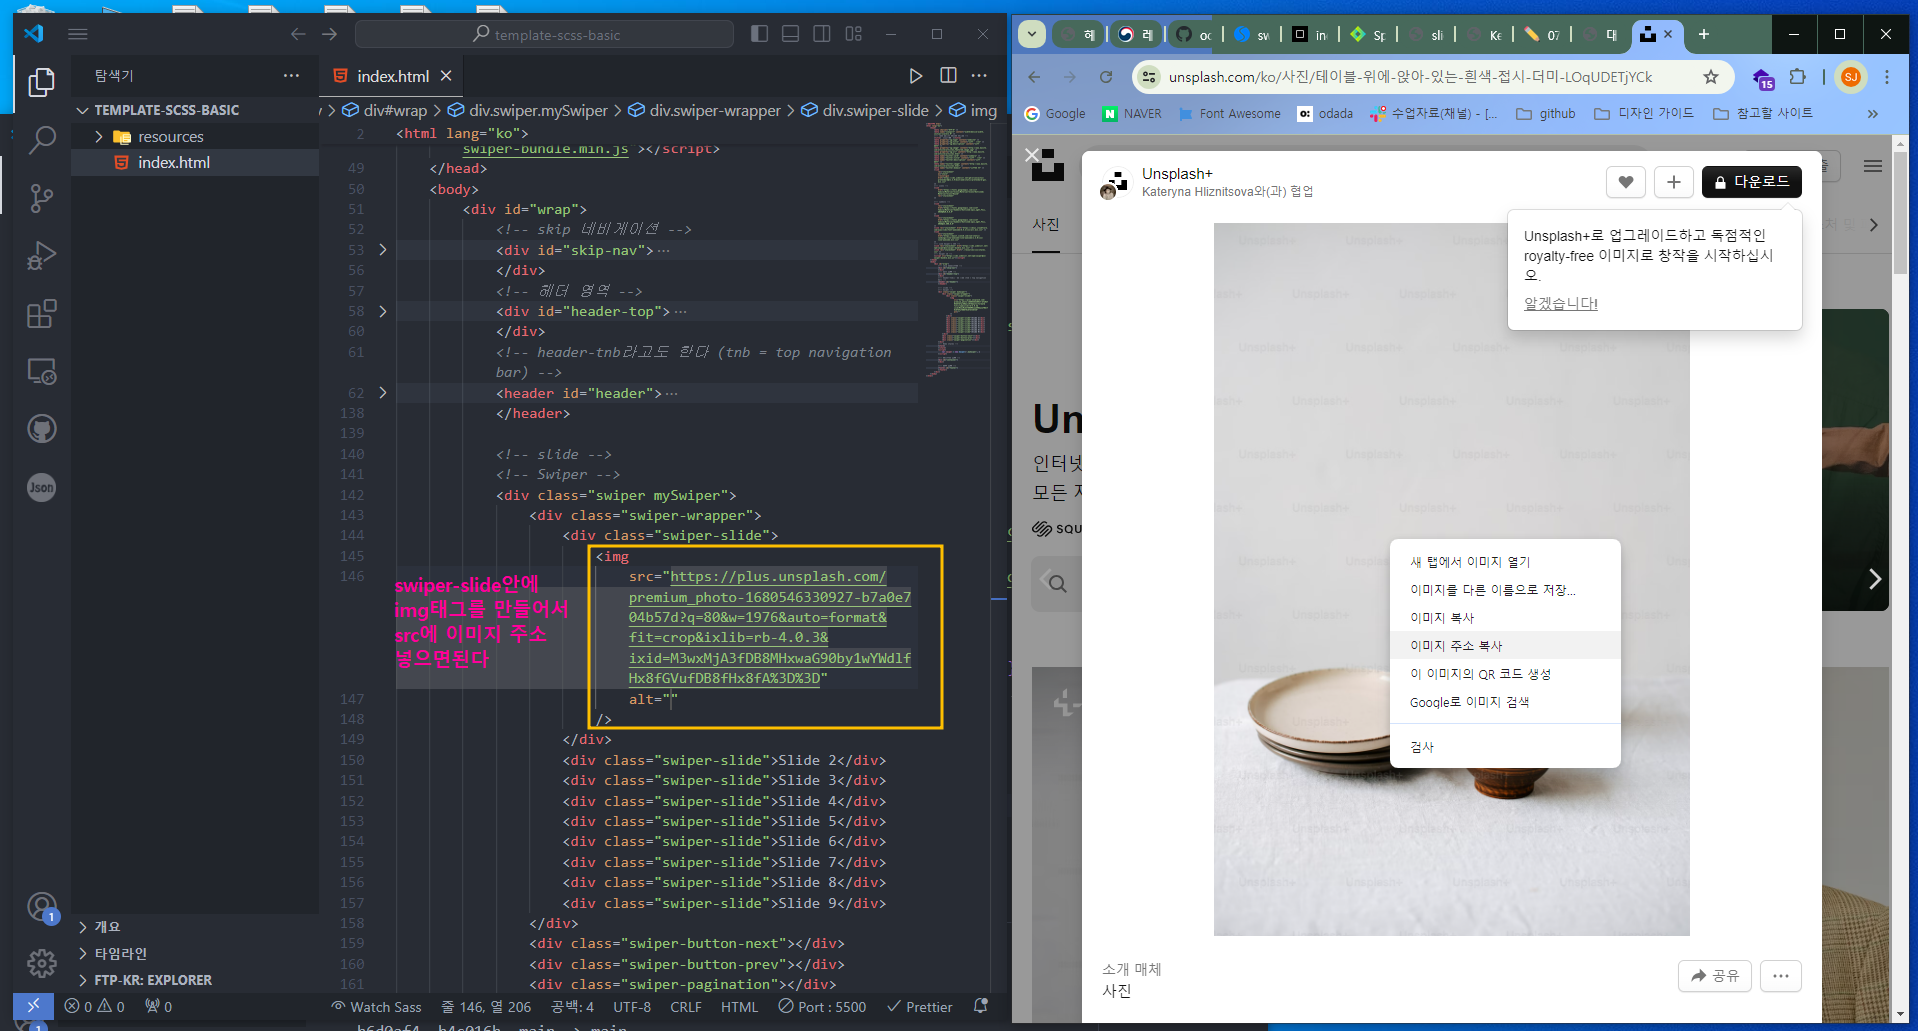 template-scss-basic
탐색기
index.html
TEMPLATE-SCSS-BASIC
resources
index.html
div#wrap > div.swiper.mySwiper > div.swiper-wrapper > div.swiper-slide > img
2 <html lang="ko">
swiper-bundle.min.js"></script>
49 </head>
50 <body>
51 <div id="wrap">
52 <!-- skip 네비게이션 -->
53 <div id="skip-nav">
56 </div>
57 <!-- 헤더 영역 -->
58 <div id="header-top">
60 </div>
61 <!-- header-tnb라고도 한다 (tnb = top navigation
bar) -->
62 <header id="header">
138 </header>
139
140 <!-- slide -->
141 <!-- Swiper -->
142 <div class="swiper mySwiper">
143 <div class="swiper-wrapper">
144 <div class="swiper-slide">
145 <img
146 src="https://plus.unsplash.com/
premium_photo-1680546330927-b7a0e7
04b57d?q=80&w=1976&auto=format&
fit=crop&ixlib=rb-4.0.3&
ixid=M3wxMjA3fDB8MHxwaG90by1wYWdlf
Hx8fGVufDB8fHx8fA%3D%3D"
147 alt=""
148 />
149 </div>
150 <div class="swiper-slide">Slide 2</div>
151 <div class="swiper-slide">Slide 3</div>
152 <div class="swiper-slide">Slide 4</div>
153 <div class="swiper-slide">Slide 5</div>
154 <div class="swiper-slide">Slide 6</div>
155 <div class="swiper-slide">Slide 7</div>
156 <div class="swiper-slide">Slide 8</div>
157 <div class="swiper-slide">Slide 9</div>
158 </div>
159 <div class="swiper-button-next"></div>
160 <div class="swiper-button-prev"></div>
161 <div class="swiper-pagination"></div>
swiper-slide안에
img태그를 만들어서
src에 이미지 주소
넣으면된다
Json
1
개요
타임라인
FTP-KR: EXPLORER
0 0 0 Watch Sass 줄 146, 열 206 공백: 4 UTF-8 CRLF HTML Port : 5500 Prettier
unsplash.com/ko/사진/테이블-위에-앉아-있는-흰색-접시-더미-LOqUDETjYCk
15
SJ
Google NAVER Font Awesome odada 수업자료(채널) - [... github 디자인 가이드 참고할 사이트
Unsplash+
Kateryna Hliznitsova와(과) 협업
다운로드
사진
Unsplash+로 업그레이드하고 독점적인
royalty-free 이미지로 창작을 시작하십시
오.
알겠습니다!
Un
인터넷
모든
SQU
새 탭에서 이미지 열기
이미지를 다른 이름으로 저장...
이미지 복사
이미지 주소 복사
이 이미지의 QR 코드 생성
Google로 이미지 검색
검사
소개 매체
사진
공유